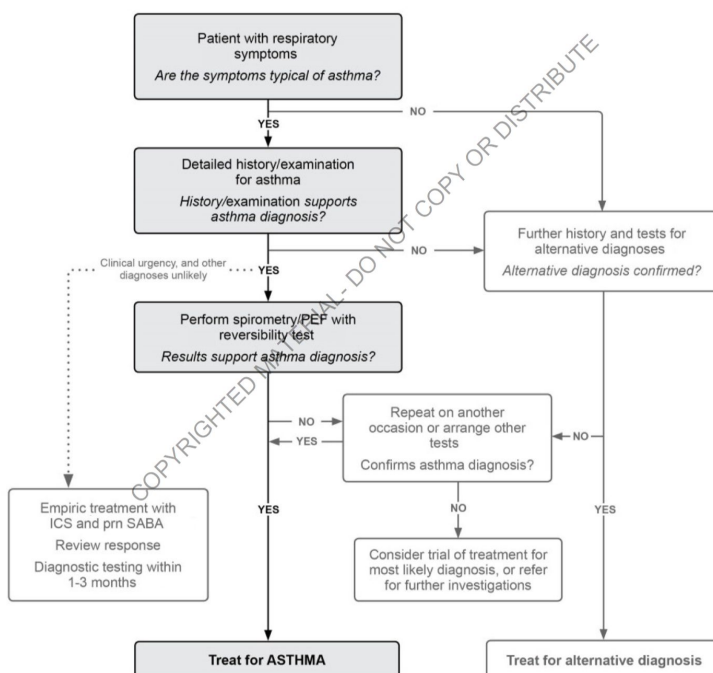 Patient with respiratory
symptoms
Are the symptoms typical of asthma?
NO
YES
Detailed history/examination
for asthma
History/examination supports
asthma diagnosis?
Further history and tests for
alternative diagnoses
Alternative diagnosis confirmed?
NO
Clinical urgency, and other
diagnoses unlikely
YES
Perform spirometry/PEF with
reversibility test
Results support asthma diagnosis?
Repeat on another
occasion or arrange other
tests
Confirms asthma diagnosis?
NO
YES
NO
YES
NO
YES
Empiric treatment with
ICS and prn SABA
Review response
Diagnostic testing within
1-3 months
Consider trial of treatment for
most likely diagnosis, or refer
for further investigations
Treat for ASTHMA
Treat for alternative diagnosis
COPYRIGHTED MATERIAL- DO NOT COPY OR DISTRIBUTE